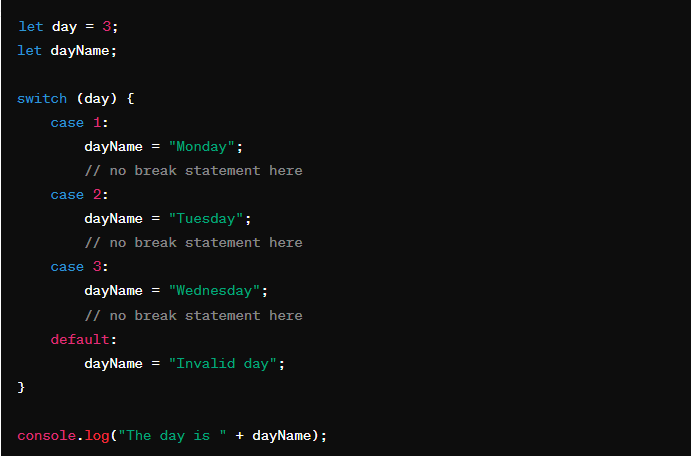 let day = 3;
let dayName;

switch (day) {
    case 1:
        dayName = "Monday";
        // no break statement here
    case 2:
        dayName = "Tuesday";
        // no break statement here
    case 3:
        dayName = "Wednesday";
        // no break statement here
    default:
        dayName = "Invalid day";
}

console.log("The day is " + dayName);